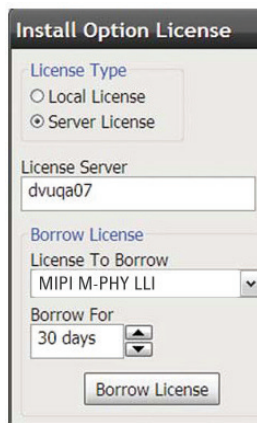 Install Option License
License Type
Local License
Server License
License Server
dvuqa07
Borrow License
License To Borrow
MIPI M-PHY LLI
Borrow For
30 days
Borrow License